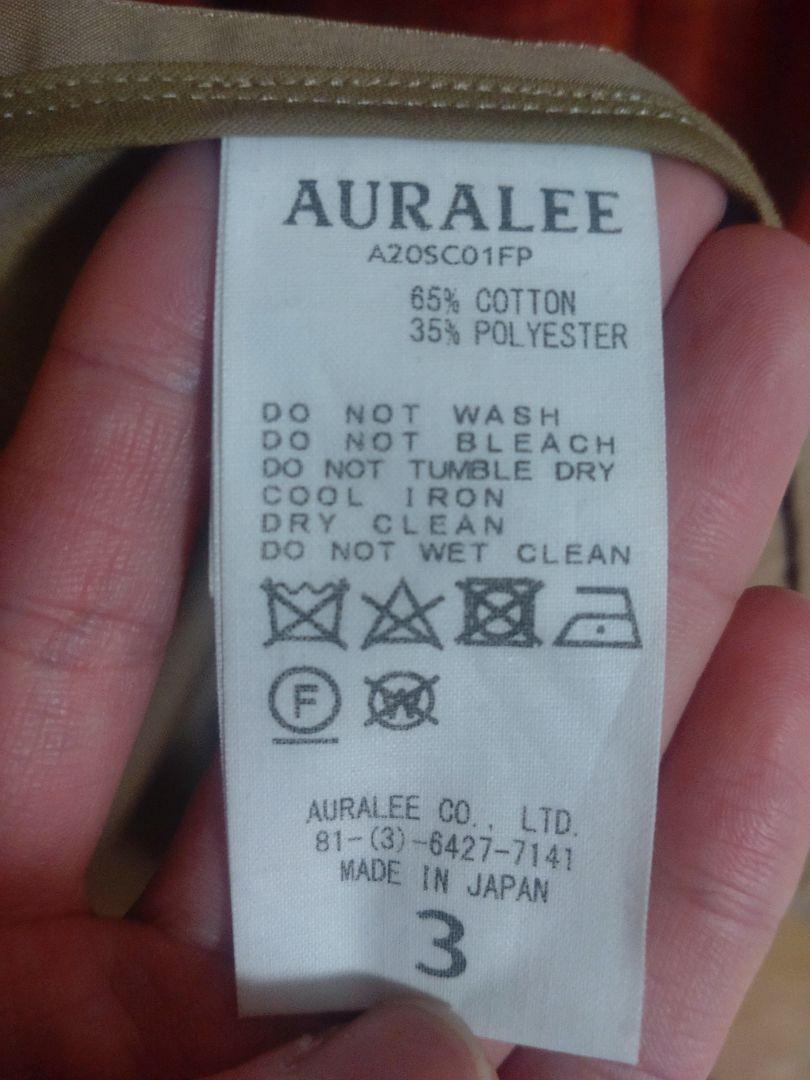 AURALEE
A20SC01FP
65% COTTON
35% POLYESTER
DO NOT WASH
DO NOT BLEACH
DO NOT TUMBLE DRY
COOL IRON
DRY CLEAN
DO NOT WET CLEAN
F W
AURALEE CO., LTD.
81-(3)-6427-7141
MADE IN JAPAN
3